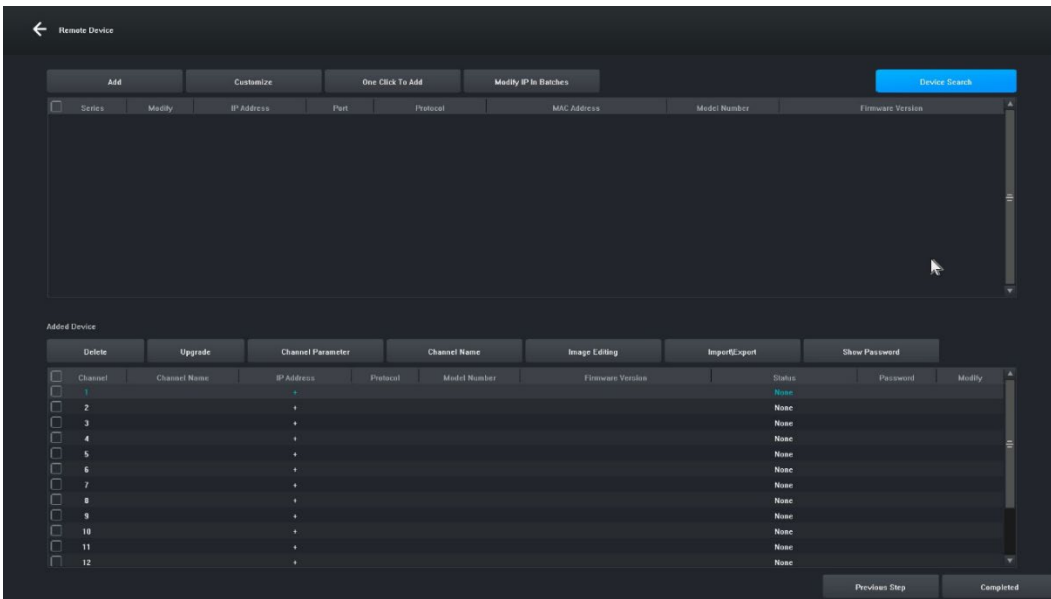 Remote Device
Add Customize One Click To Add Modify IP In Batches Device Search
Series Modify IP Address Port Protocol MAC Address Model Number Firmware Version
Added Device
Delete Upgrade Channel Parameter Channel Name Image Editing Import\Export Show Password
Channel Channel Name IP Address Protocol Model Number Firmware Version Status Password Modify
1 + None
2 + None
3 + None
4 + None
5 + None
6 + None
7 + None
8 + None
9 + None
10 + None
11 + None
12 + None
Previous Step Completed